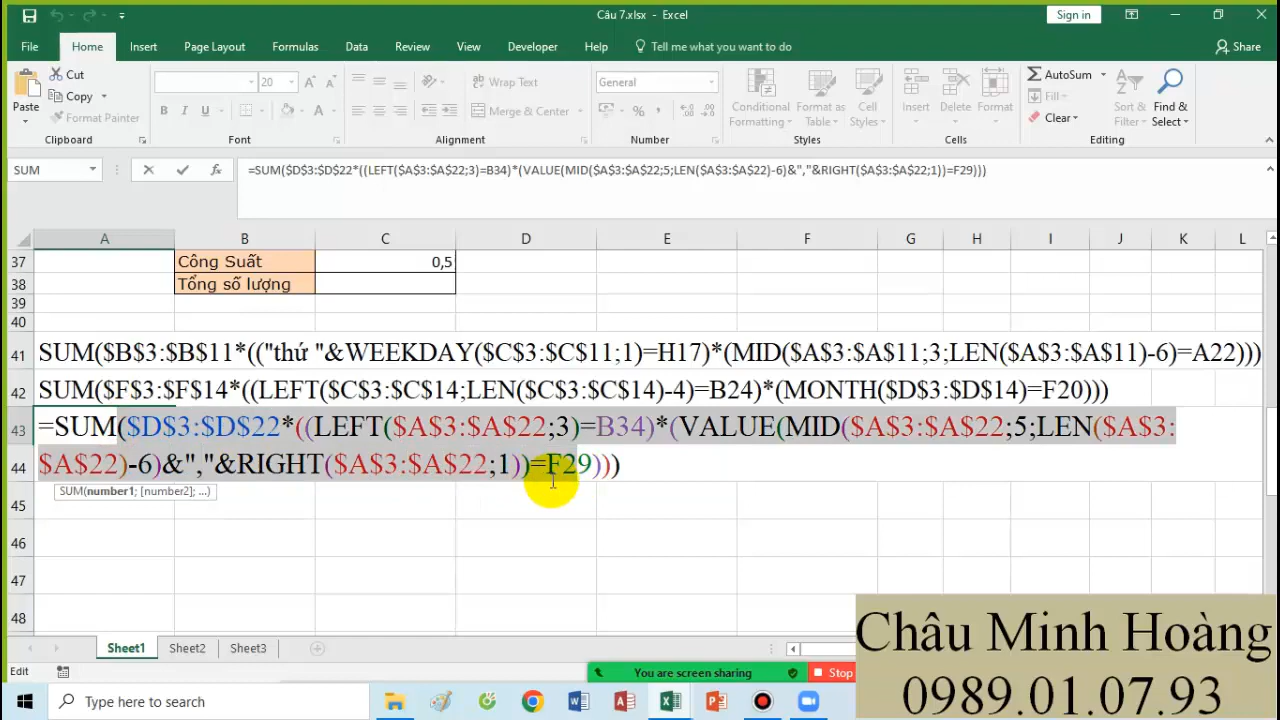 Câu 7.xlsx - Excel
Sign in
File Home Insert Page Layout Formulas Data Review View Developer Help Tell me what you want to do Share
Cut
Copy
Format Painter
Paste
20
General
Wrap Text
Merge & Center
Conditional Formatting
Format as Table
Cell Styles
Insert Delete Format
AutoSum
Fill
Clear
Sort & Filter
Find & Select
Clipboard Font Alignment Number Styles Cells Editing
SUM
=SUM($D$3:$D$22*((LEFT($A$3:$A$22;3)=B34)*(VALUE(MID($A$3:$A$22;5;LEN($A$3:$A$22)-6)&","&RIGHT($A$3:$A$22;1))=F29)))
A B C D E F G H I J K L
37 Công Suất 0,5
38 Tổng số lượng
39
40
41 SUM($B$3:$B$11*(("thứ "&WEEKDAY($C$3:$C$11;1)=H17)*(MID($A$3:$A$11;3;LEN($A$3:$A$11)-6)=A22)))
42 SUM($F$3:$F$14*((LEFT($C$3:$C$14;LEN($C$3:$C$14)-4)=B24)*(MONTH($D$3:$D$14)=F20)))
43 =SUM($D$3:$D$22*((LEFT($A$3:$A$22;3)=B34)*(VALUE(MID($A$3:$A$22;5;LEN($A$3:
44 $A$22)-6)&","&RIGHT($A$3:$A$22;1))=F29)))
SUM(number1; [number2]; ...)
45
46
47
48
Châu Minh Hoàng
0989.01.07.93
Sheet1 Sheet2 Sheet3
Edit
You are screen sharing
Stop
Type here to search